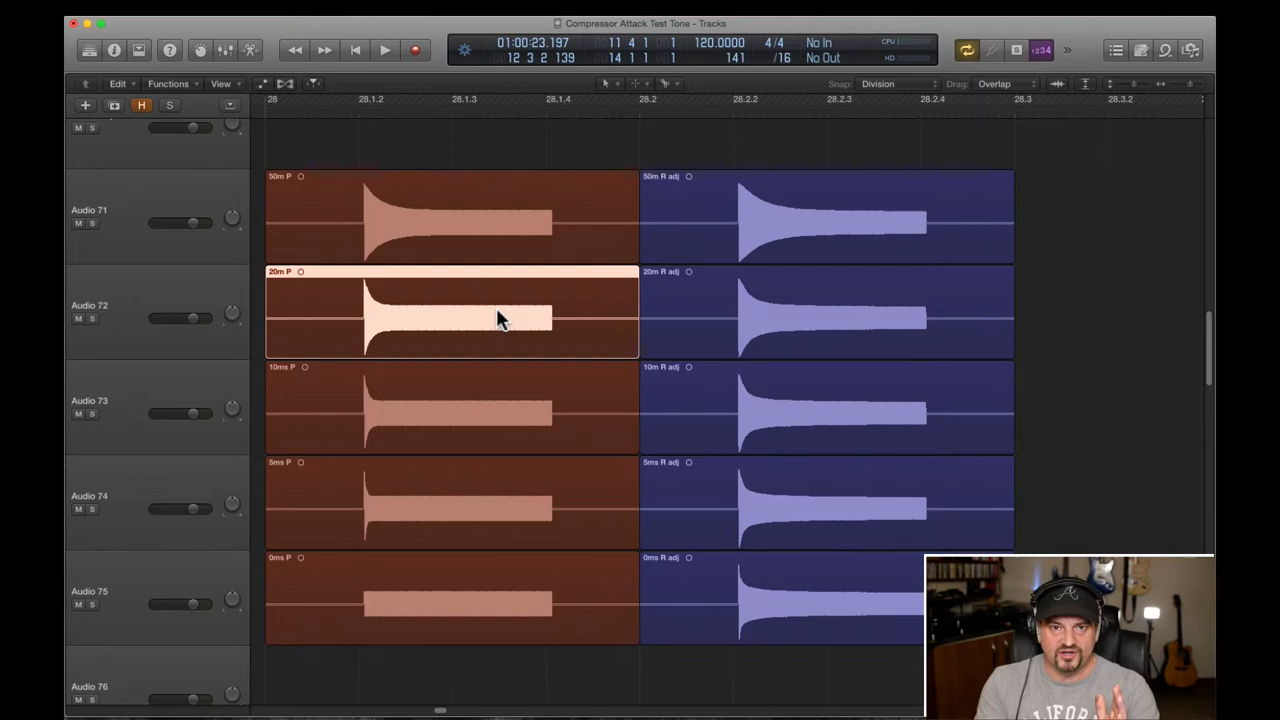 Compressor Attack Test Tone - Tracks
01:00:23.197
12 3 2 139
11 4 1 1
14 1 1 1
120.0000
141
4/4
/16
No In
No Out
CPU
HD
S
1234
Edit
Functions
View
Snap:
Division
Drag:
Overlap
H
S
28
28.1.2
28.1.3
28.1.4
28.2
28.2.2
28.2.3
28.2.4
28.3
28.3.2
M S
50m P
50m R adj
Audio 71
M S
20m P
20m R adj
Audio 72
M S
10ms P
10m R adj
Audio 73
M S
5ms P
5ms R adj
Audio 74
M S
0ms P
0ms R adj
Audio 75
M S
Audio 76
M S
A